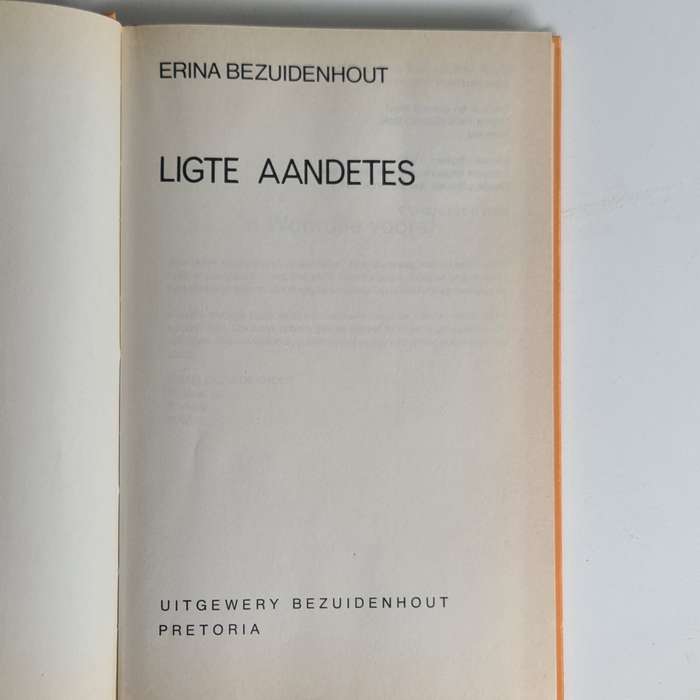 ERINA BEZUIDENHOUT
LIGTE AANDETES
UITGEWERY BEZUIDENHOUT
PRETORIA